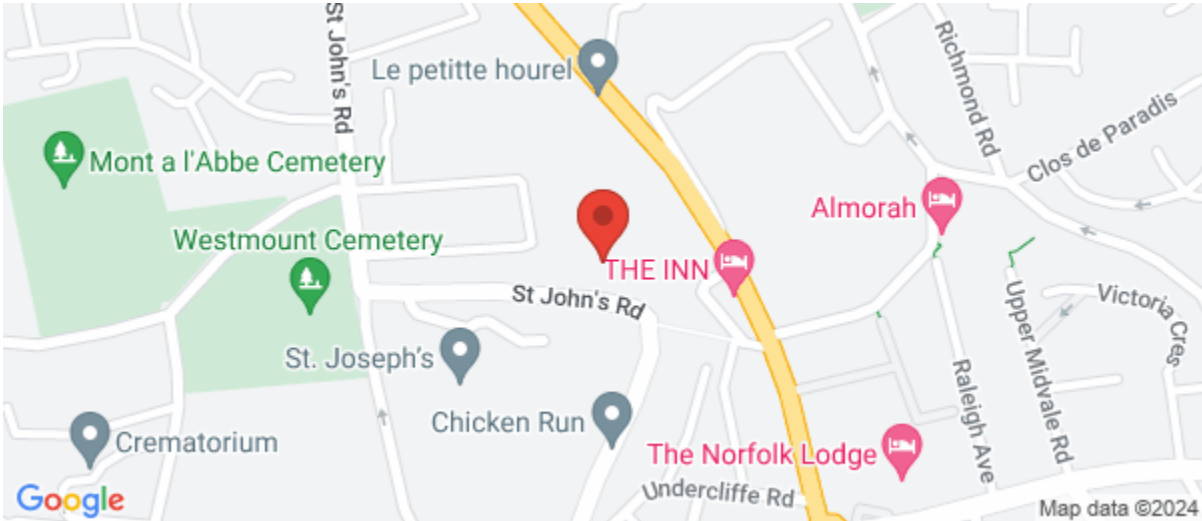 St John's Rd
Le petitte hourel
Richmond Rd
Clos de Paradis
Mont a l'Abbe Cemetery
Almorah
Westmount Cemetery
THE INN
St John's Rd
Upper Midvale Rd
Victoria Cres
St. Joseph's
Raleigh Ave
Chicken Run
Crematorium
The Norfolk Lodge
Undercliffe Rd
Google
Map data ©2024